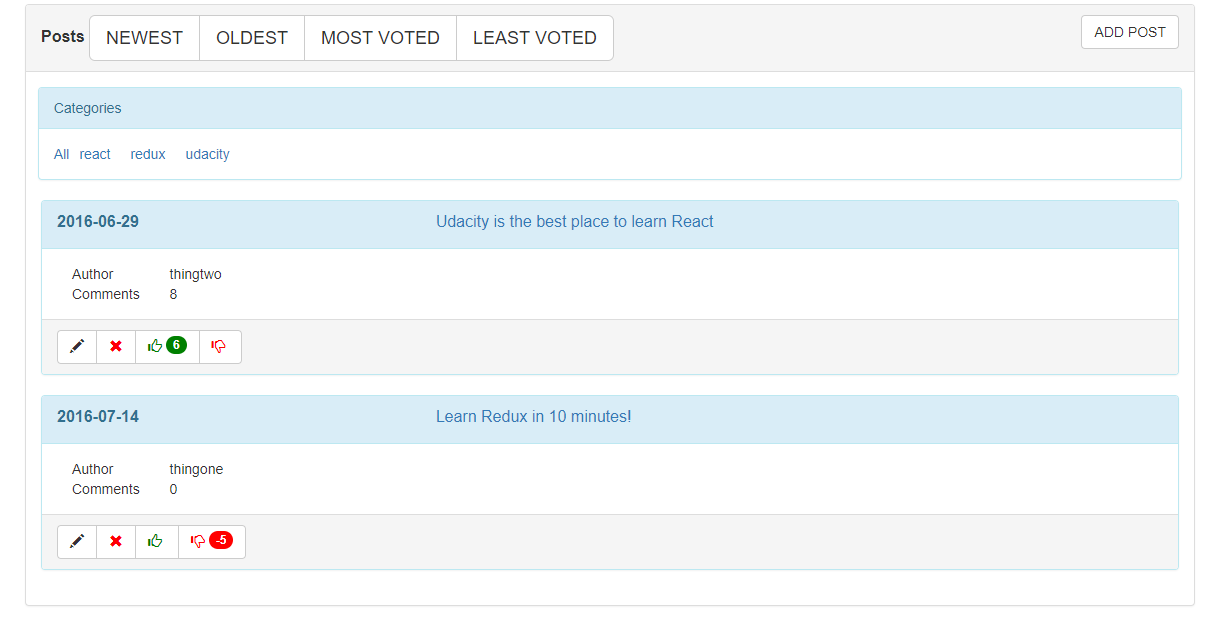 Posts NEWEST OLDEST MOST VOTED LEAST VOTED ADD POST
Categories
All react redux udacity
2016-06-29 Udacity is the best place to learn React
Author thingtwo
Comments 8
6
2016-07-14 Learn Redux in 10 minutes!
Author thingone
Comments 0
-5